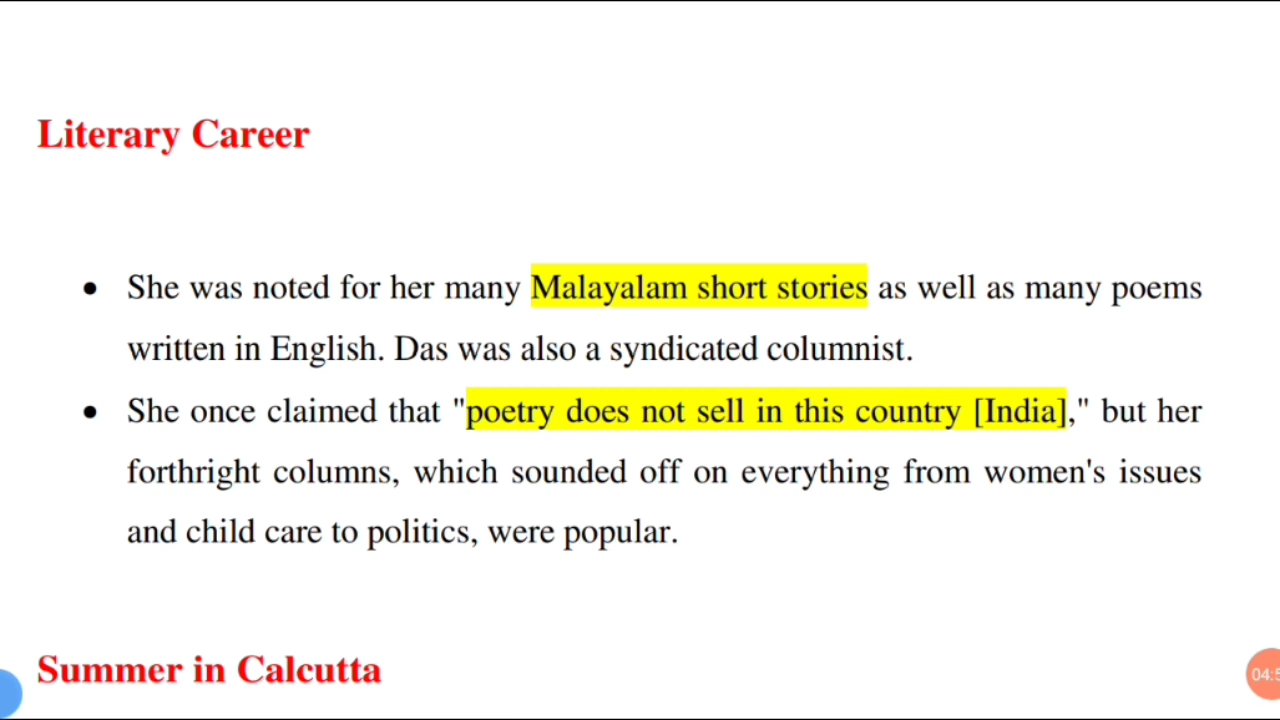 Literary Career
• She was noted for her many Malayalam short stories as well as many poems
written in English. Das was also a syndicated columnist.
• She once claimed that "poetry does not sell in this country [India]," but her
forthright columns, which sounded off on everything from women's issues
and child care to politics, were popular.
Summer in Calcutta